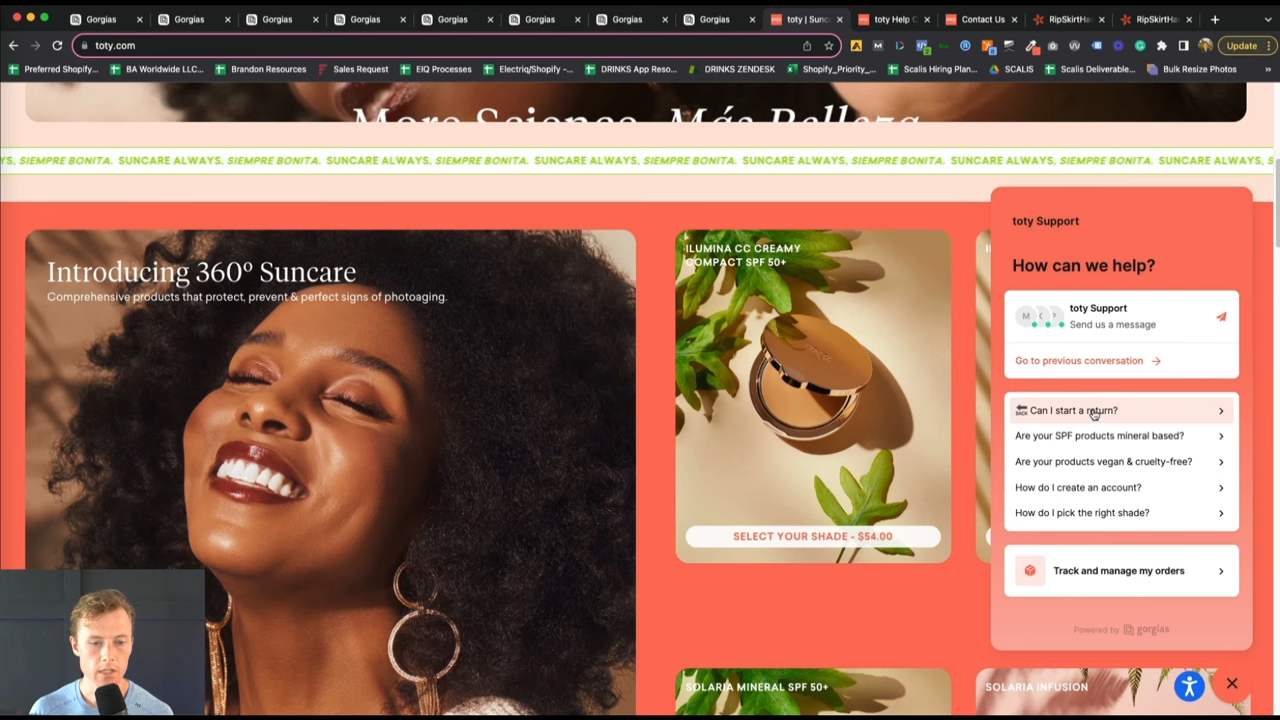 Gorgias
Gorgias
Gorgias
Gorgias
Gorgias
Gorgias
Gorgias
Gorgias
toty | Sunc
toty Help C
Contact Us
RipSkirtHa
RipSkirtHa
toty.com
Update
Preferred Shopify...
BA Worldwide LLC...
Brandon Resources
Sales Request
EIQ Processes
Electriq/Shopify -...
DRINKS App Reso...
DRINKS ZENDESK
Shopify_Priority_...
Scalis Hiring Plan...
SCALIS
Scalis Deliverable...
Bulk Resize Photos
More Science. Más Belleza
YS, SIEMPRE BONITA. SUNCARE ALWAYS, SIEMPRE BONITA. SUNCARE ALWAYS, SIEMPRE BONITA. SUNCARE ALWAYS, SIEMPRE BONITA. SUNCARE ALWAYS, SIEMPRE BONITA. SUNCARE ALWAYS, SIEMPRE BONITA. SUNCARE ALWAYS, S
Introducing 360º Suncare
Comprehensive products that protect, prevent & perfect signs of photoaging.
ILUMINA CC CREAMY
COMPACT SPF 50+
SELECT YOUR SHADE - $54.00
SOLARIA MINERAL SPF 50+
SOLARIA INFUSION
toty Support
How can we help?
toty Support
Send us a message
Go to previous conversation
BACK
Can I start a return?
Are your SPF products mineral based?
Are your products vegan & cruelty-free?
How do I create an account?
How do I pick the right shade?
Track and manage my orders
Powered by gorgias